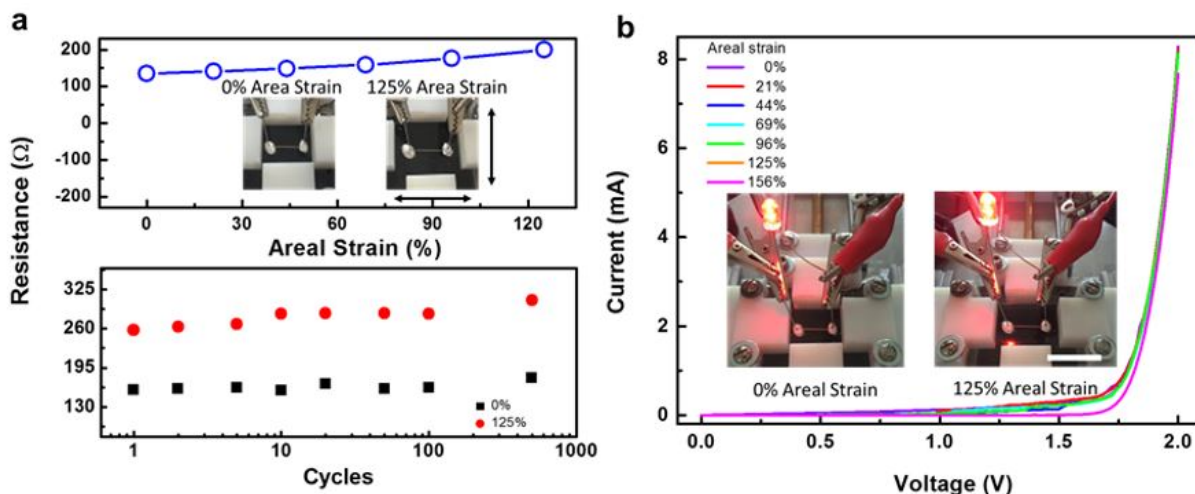 a
200
100
0
-100
-200
0% Area Strain 125% Area Strain
0 30 60 90 120
Areal Strain (%)
Resistance (Ω)
325
260
195
130
0%
125%
1 10 100 1000
Cycles
b
8
6
4
2
0
Current (mA)
Areal strain
0%
21%
44%
69%
96%
125%
156%
0% Areal Strain 125% Areal Strain
0.0 0.5 1.0 1.5 2.0
Voltage (V)